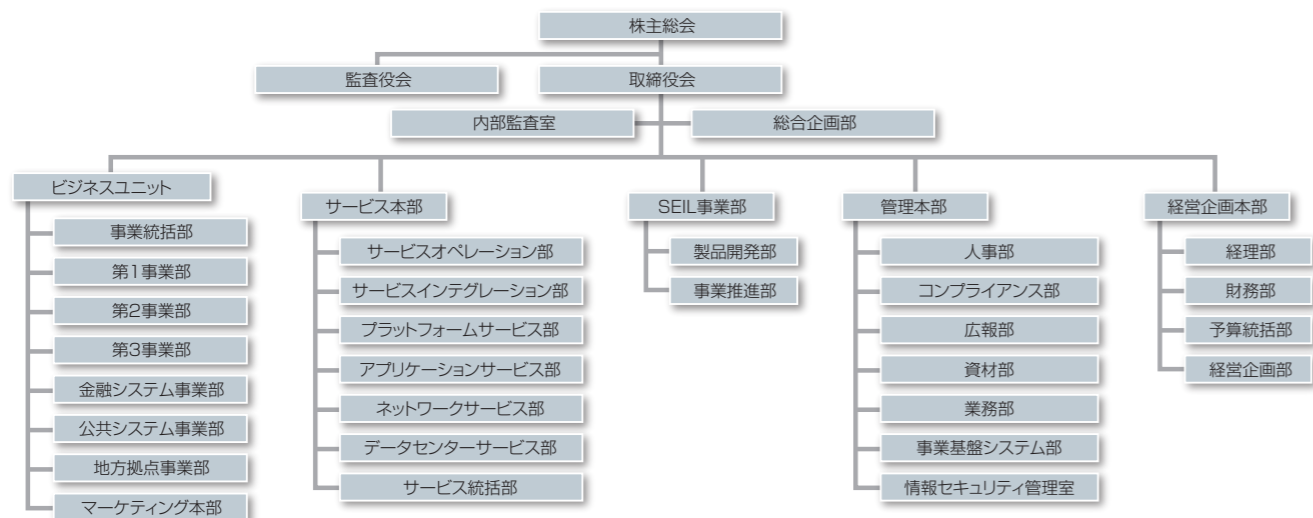 株主総会
監査役会
取締役会
内部監査室
総合企画部
ビジネスユニット
事業統括部
第1事業部
第2事業部
第3事業部
金融システム事業部
公共システム事業部
地方拠点事業部
マーケティング本部
サービス本部
サービスオペレーション部
サービスインテグレーション部
プラットフォームサービス部
アプリケーションサービス部
ネットワークサービス部
データセンターサービス部
サービス統括部
SEIL事業部
製品開発部
事業推進部
管理本部
人事部
コンプライアンス部
広報部
資材部
業務部
事業基盤システム部
情報セキュリティ管理室
経営企画本部
経理部
財務部
予算統括部
経営企画部